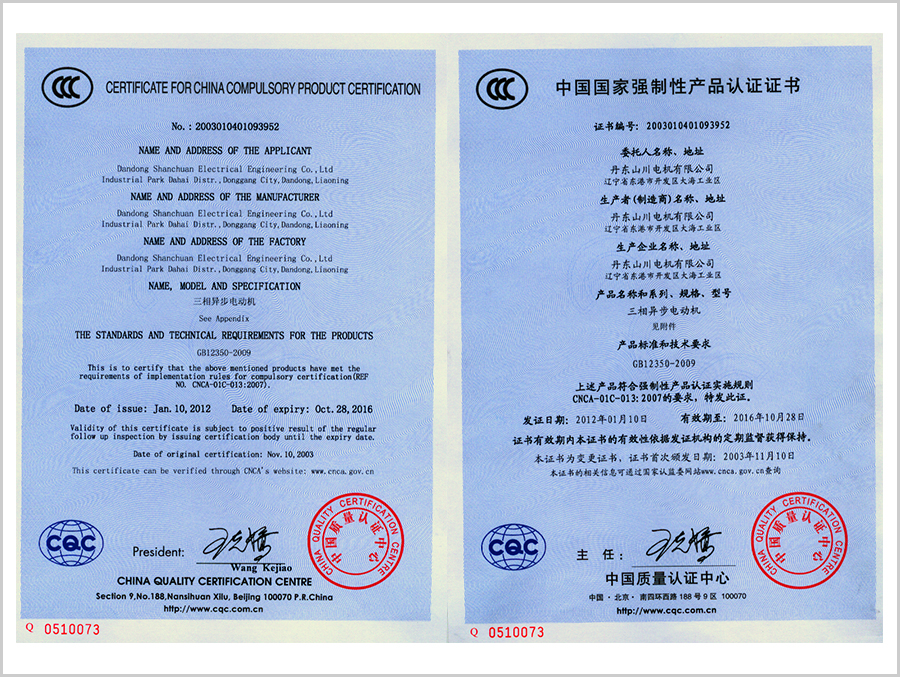 CERTIFICATE FOR CHINA COMPULSORY PRODUCT CERTIFICATION
No.: 2003010401093952
NAME AND ADDRESS OF THE APPLICANT
Dandong Shanchuan Electrical Engineering Co.,Ltd
Industrial Park Dahai Distr.,Donggang City,Dandong,Liaoning
NAME AND ADDRESS OF THE MANUFACTURER
Dandong Shanchuan Electrical Engineering Co.,Ltd
Industrial Park Dahai Distr.,Donggang City,Dandong,Liaoning
NAME AND ADDRESS OF THE FACTORY
Dandong Shanchuan Electrical Engineering Co.,Ltd
Industrial Park Dahai Distr.,Donggang City,Dandong,Liaoning
NAME, MODEL AND SPECIFICATION
三相异步电动机
See Appendix
THE STANDARDS AND TECHNICAL REQUIREMENTS FOR THE PRODUCTS
GB12350-2009
This is to certify that the above mentioned products have met the
requirements of implementation rules for compulsory certification(REF
NO. CNCA-01C-013:2007).
Date of issue: Jan.10,2012 Date of expiry: Oct.28,2016
Validity of this certificate is subject to positive result of the regular
follow up inspection by issuing certification body until the expiry date.
Date of original certification: Nov.10,2003
This certificate can be verified through CNCA's website: www.cnca.gov.cn
CQC
President:
Wang Kejiao
CHINA QUALITY CERTIFICATION CENTRE
中国质量认证中心
CHINA QUALITY CERTIFICATION CENTRE
Section 9,No.188,Nansihuan Xilu, Beijing 100070 P.R.China
http://www.cqc.com.cn
Q 0510073
中国国家强制性产品认证证书
证书编号: 2003010401093952
委托人名称、地址
丹东山川电机有限公司
辽宁省东港市开发区大海工业区
生产者(制造商)名称、地址
丹东山川电机有限公司
辽宁省东港市开发区大海工业区
生产企业名称、地址
丹东山川电机有限公司
辽宁省东港市开发区大海工业区
产品名称和系列、规格、型号
三相异步电动机
见附件
产品标准和技术要求
GB12350-2009
上述产品符合强制性产品认证实施规则
CNCA-01C-013:2007的要求,特发此证。
发证日期: 2012年01月10日 有效期至: 2016年10月28日
证书有效期内本证书的有效性依据发证机构的定期监督获得保持。
本证书为变更证书, 证书首次颁发日期: 2003年11月10日
本证书的相关信息可通过国家认监委网站www.cnca.gov.cn查询
CQC
主 任:
CHINA QUALITY CERTIFICATION CENTRE
中国质量认证中心
中国质量认证中心
中国·北京·南四环西路188号9区 100070
http://www.cqc.com.cn
Q 0510073